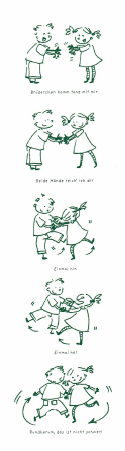 Brüderchen komm tanz mit mir
Beide Hände reich' ich dir
Einmal hin
Einmal her
Rundherum, das ist nicht schwer!